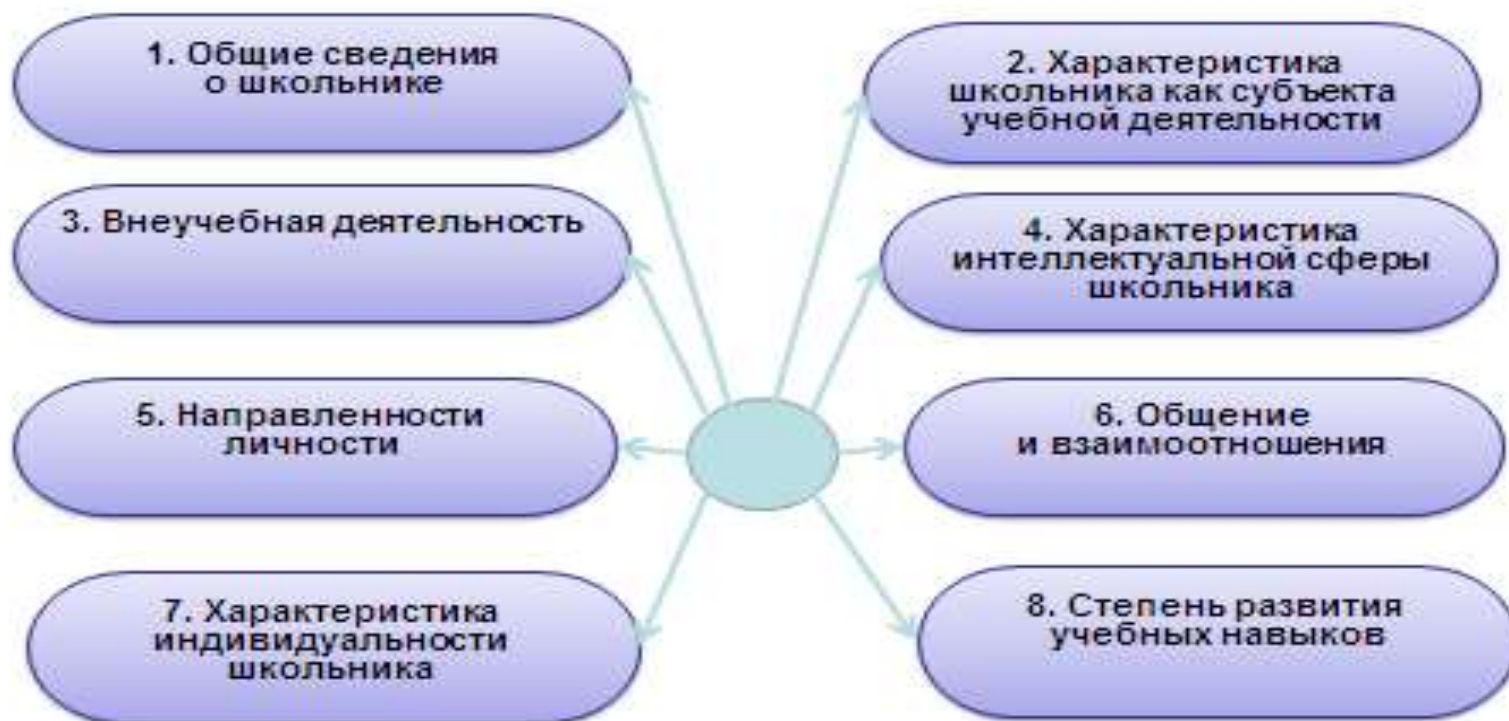 1. Общие сведения
о школьнике
2. Характеристика
школьника как субъекта
учебной деятельности
3. Внеучебная деятельность
4. Характеристика
интеллектуальной сферы
школьника
5. Направленности
личности
6. Общение
и взаимоотношения
7. Характеристика
индивидуальности
школьника
8. Степень развития
учебных навыков